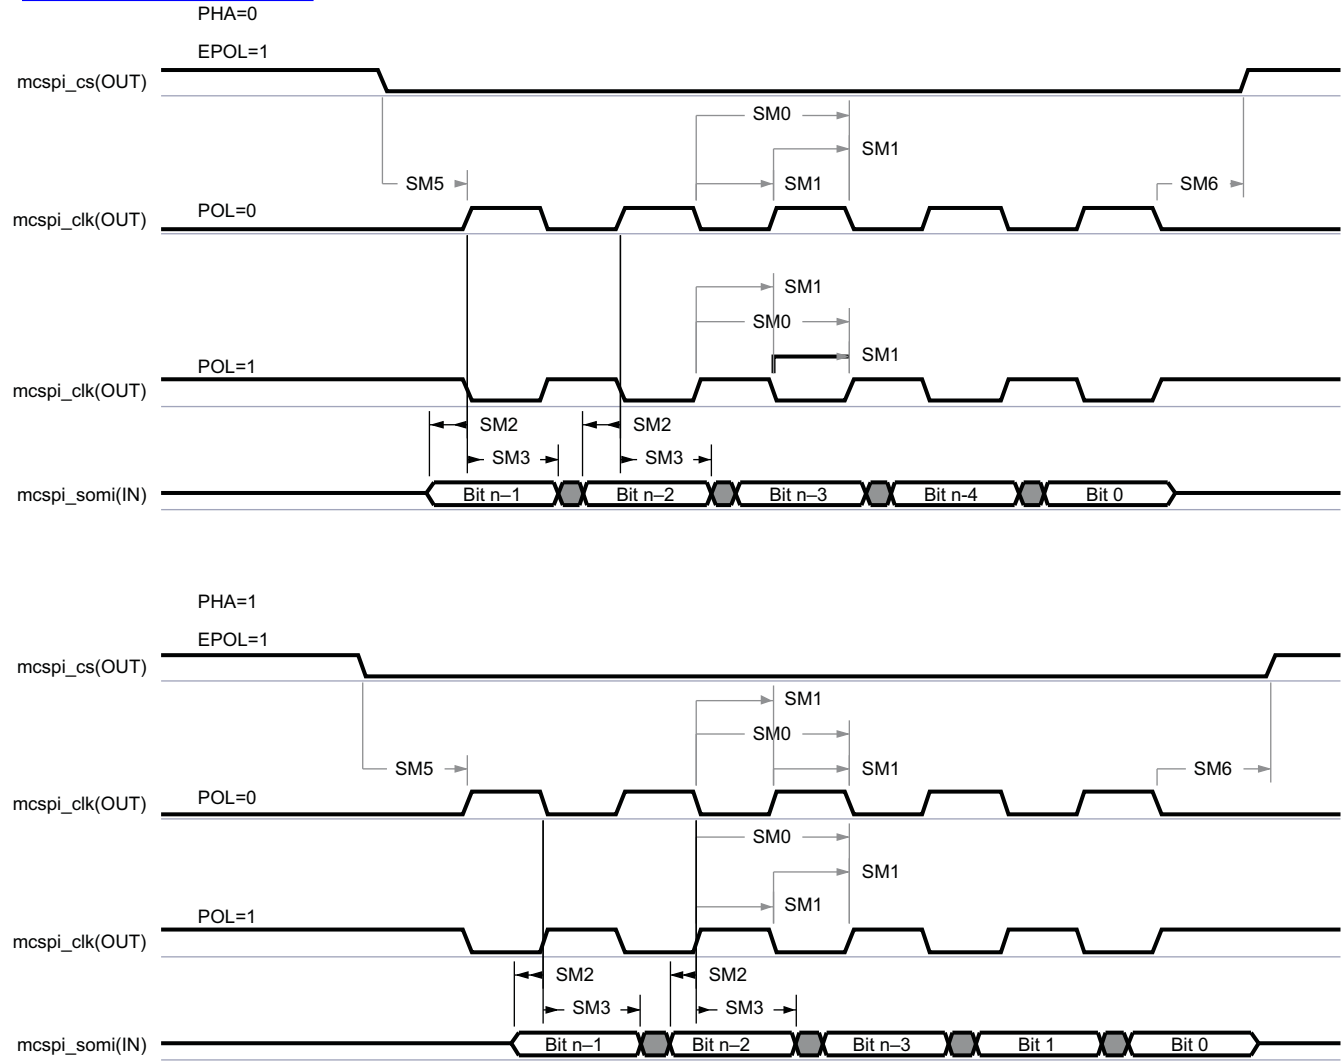 PHA=0
EPOL=1
mcspi_cs(OUT)
SM0
SM1
SM5
SM1
SM6
POL=0
mcspi_clk(OUT)
SM1
SM0
SM1
POL=1
mcspi_clk(OUT)
SM2
SM2
SM3
SM3
mcspi_somi(IN)
Bit n–1
Bit n–2
Bit n–3
Bit n-4
Bit 0
PHA=1
EPOL=1
mcspi_cs(OUT)
SM1
SM0
SM5
SM1
SM6
POL=0
mcspi_clk(OUT)
SM0
SM1
SM1
POL=1
mcspi_clk(OUT)
SM2
SM2
SM3
SM3
mcspi_somi(IN)
Bit n–1
Bit n–2
Bit n–3
Bit 1
Bit 0